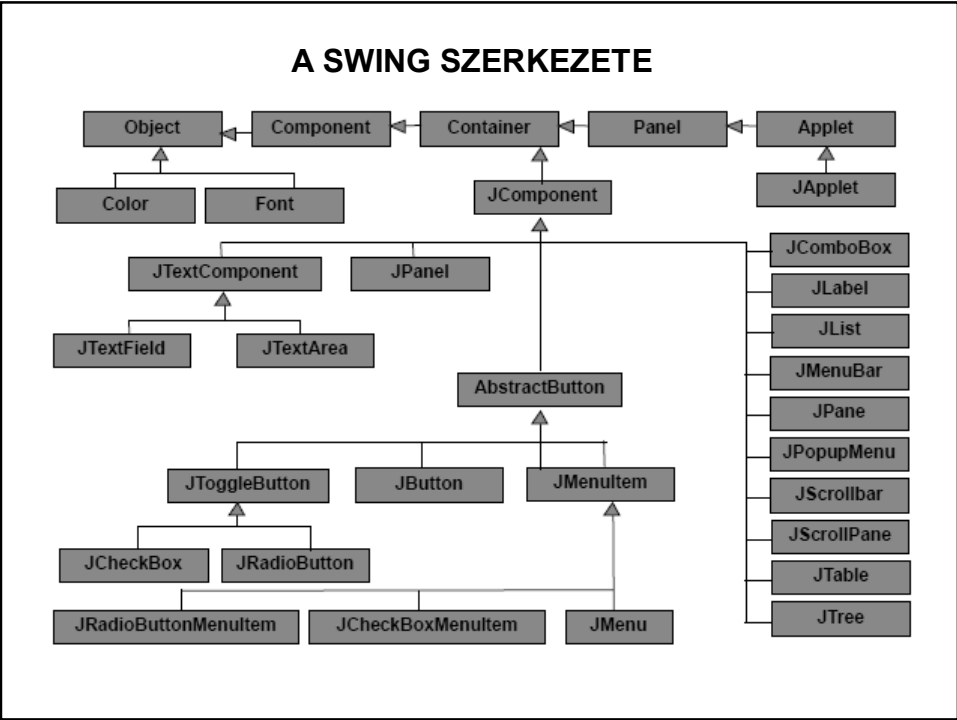 A SWING SZERKEZETE
Object
Component
Container
Panel
Applet
Color
Font
JComponent
JApplet
JTextComponent
JPanel
JComboBox
JLabel
JTextField
JTextArea
JList
JMenuBar
AbstractButton
JPane
JPopupMenu
JToggleButton
JButton
JMenuItem
JScrollbar
JScrollPane
JCheckBox
JRadioButton
JTable
JTree
JRadioButtonMenuItem
JCheckBoxMenuItem
JMenu